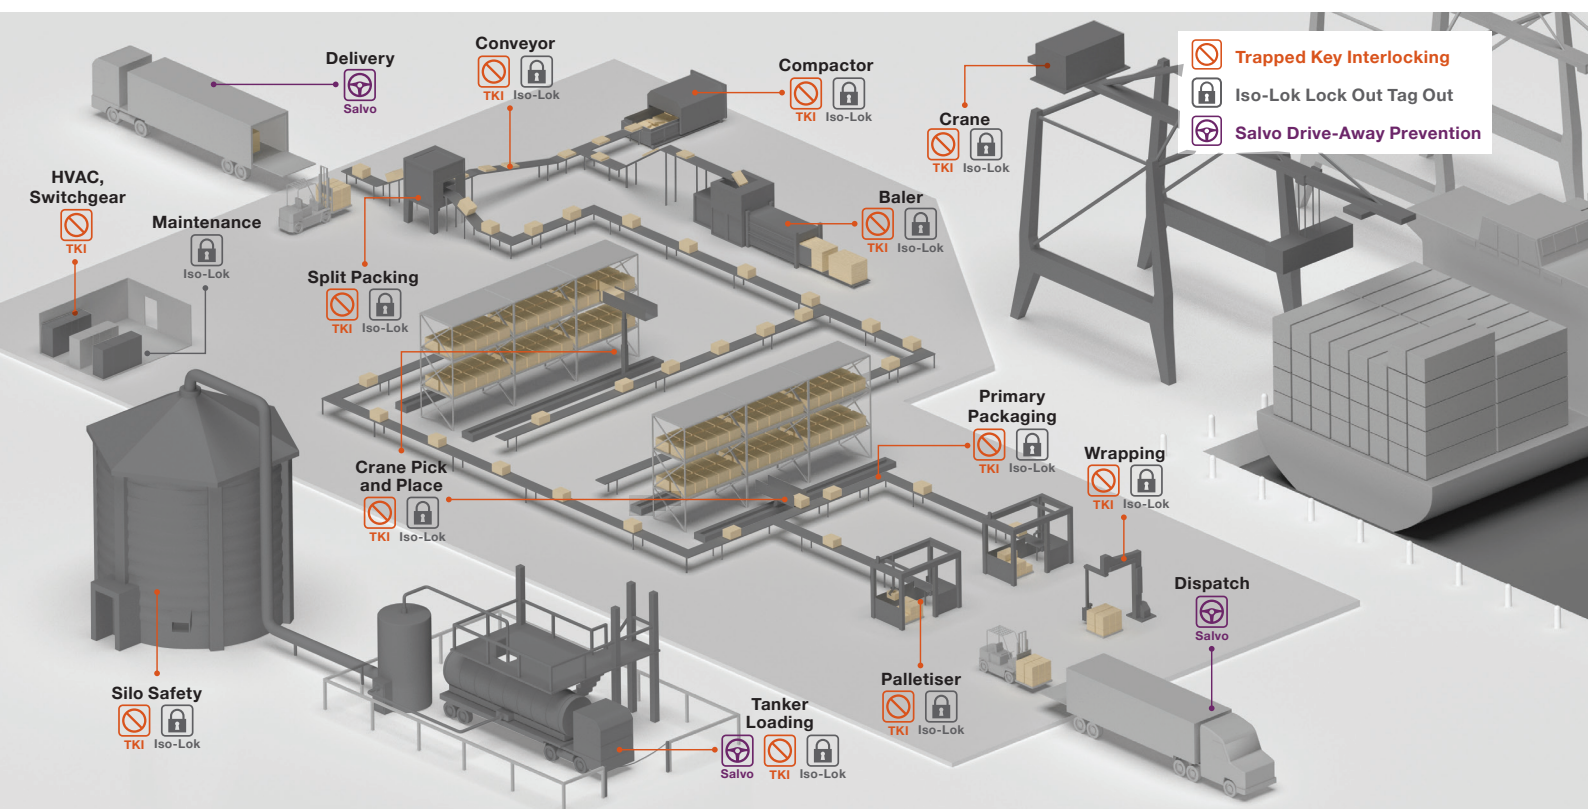 Delivery
Salvo
Conveyor
TKI Iso-Lok
Compactor
TKI Iso-Lok
Crane
TKI Iso-Lok
Trapped Key Interlocking
Iso-Lok Lock Out Tag Out
Salvo Drive-Away Prevention
HVAC,
Switchgear
TKI
Maintenance
Iso-Lok
Split Packing
TKI Iso-Lok
Baler
TKI Iso-Lok
Crane Pick
and Place
TKI Iso-Lok
Primary
Packaging
TKI Iso-Lok
Wrapping
TKI Iso-Lok
Dispatch
Salvo
Silo Safety
TKI Iso-Lok
Tanker
Loading
Salvo TKI Iso-Lok
Palletiser
TKI Iso-Lok